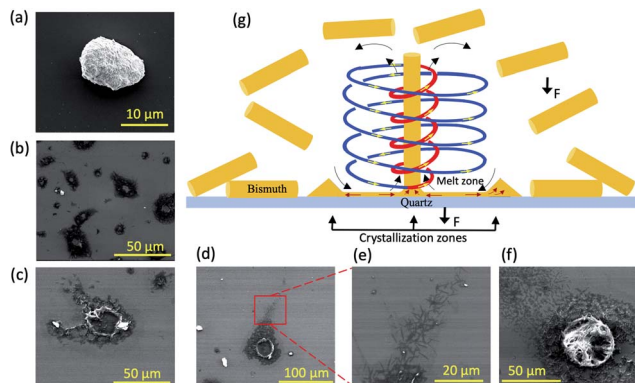 (a)
10 µm
(b)
50 µm
(c)
50 µm
(g)
F
Melt zone
Bismuth
Quartz
F
Crystallization zones
(d)
100 µm
(e)
20 µm
(f)
50 µm